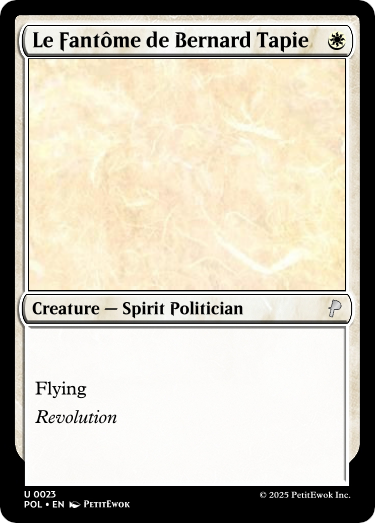 Le Fantôme de Bernard Tapie
Creature — Spirit Politician
Flying
Revolution
U 0023
POL • EN PetitEwok
© 2025 PetitEwok Inc.